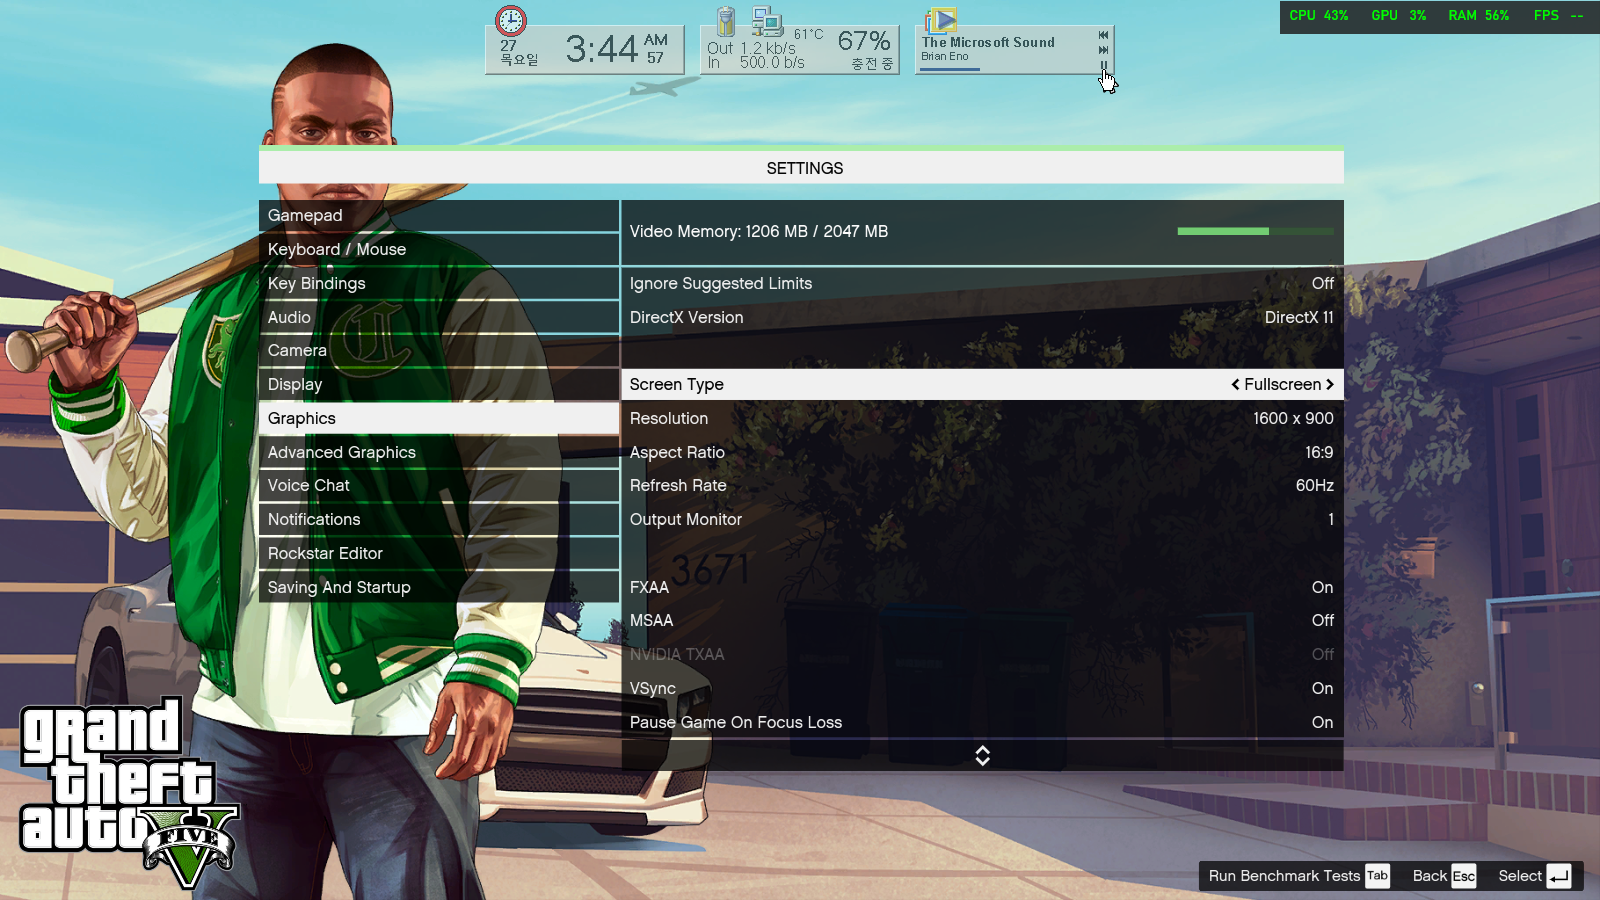 CPU 43% GPU 3% RAM 56% FPS --
27
목요일
3:44 AM
57
61°C
67%
Out 1.2 kb/s
In 500.0 b/s
충전 중
The Microsoft Sound
Brian Eno
SETTINGS
Gamepad
Keyboard / Mouse
Key Bindings
Audio
Camera
Display
Graphics
Advanced Graphics
Voice Chat
Notifications
Rockstar Editor
Saving And Startup
Video Memory: 1206 MB / 2047 MB
Ignore Suggested Limits Off
DirectX Version DirectX 11
Screen Type < Fullscreen >
Resolution 1600 x 900
Aspect Ratio 16:9
Refresh Rate 60Hz
Output Monitor 1
3671
FXAA On
MSAA Off
NVIDIA TXAA Off
VSync On
Pause Game On Focus Loss On
grand
theft
auto V
FIVE
Run Benchmark Tests Tab Back Esc Select